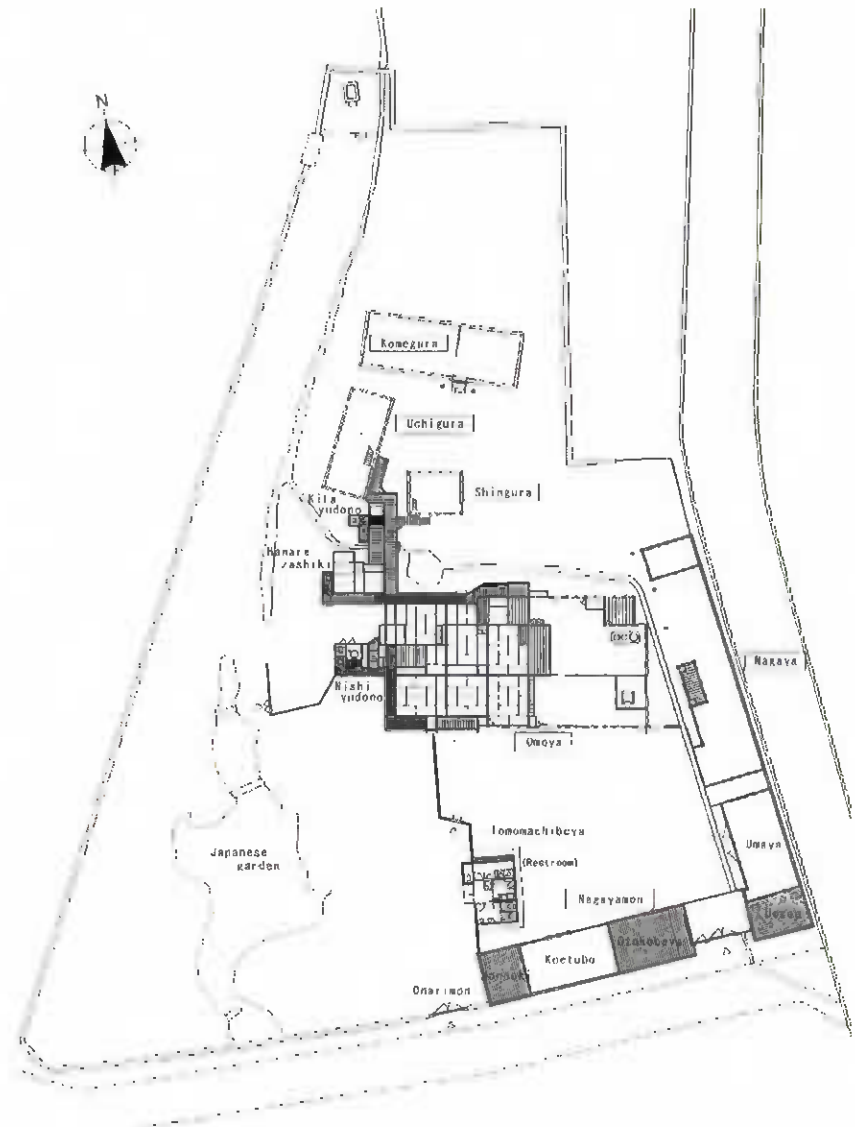 N
Komegura
Uchigura
Shingura
Kita
yudono
Hanare
zashiki
Nagaya
Nishi
yudono
Omoya
Tomomachibeya
(Restroom)
Umaya
Japanese
garden
Nagayamon
Koetubo
Onarimon